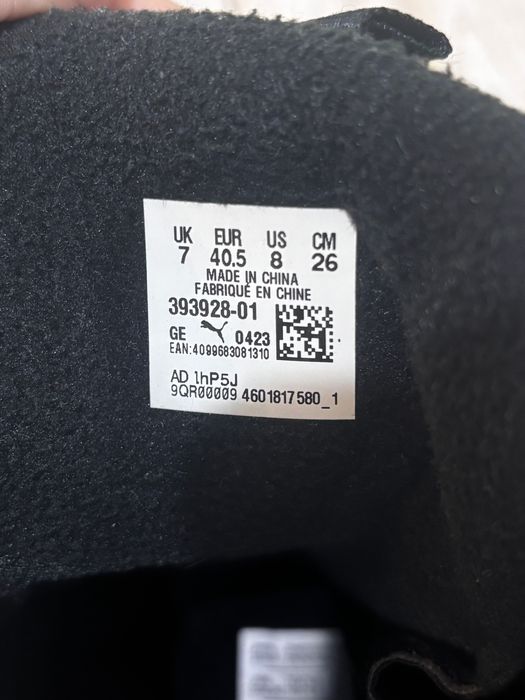 UK EUR US CM
7 40.5 8 26
MADE IN CHINA
FABRIQUÉ EN CHINE
393928-01
GE 0423
EAN:4099683081310
AD 1hP5J
9QR00009 4601817580_1